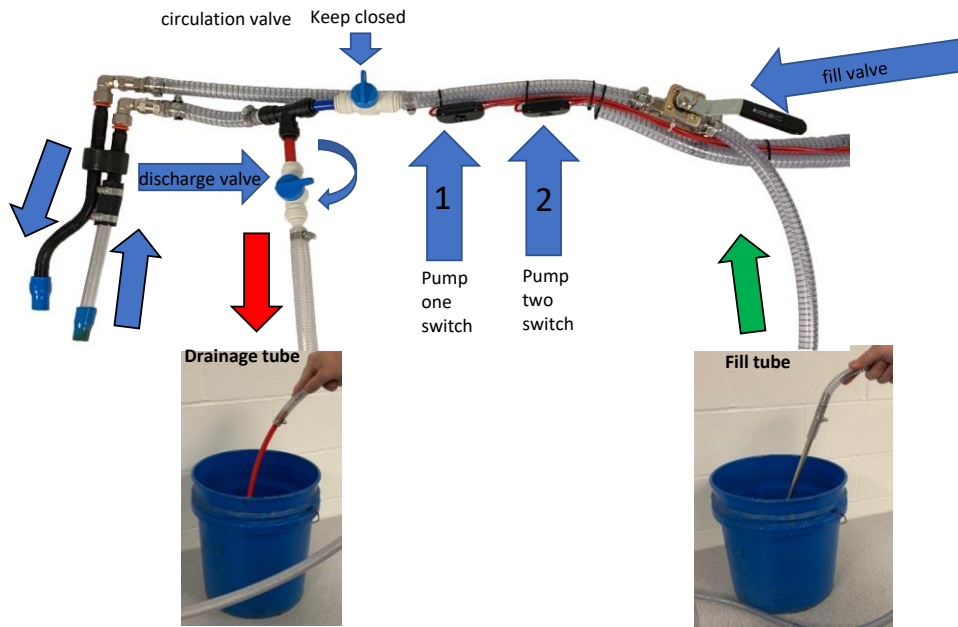 circulation valve
Keep closed
fill valve
discharge valve
1
2
Pump
one
switch
Pump
two
switch
Drainage tube
Fill tube